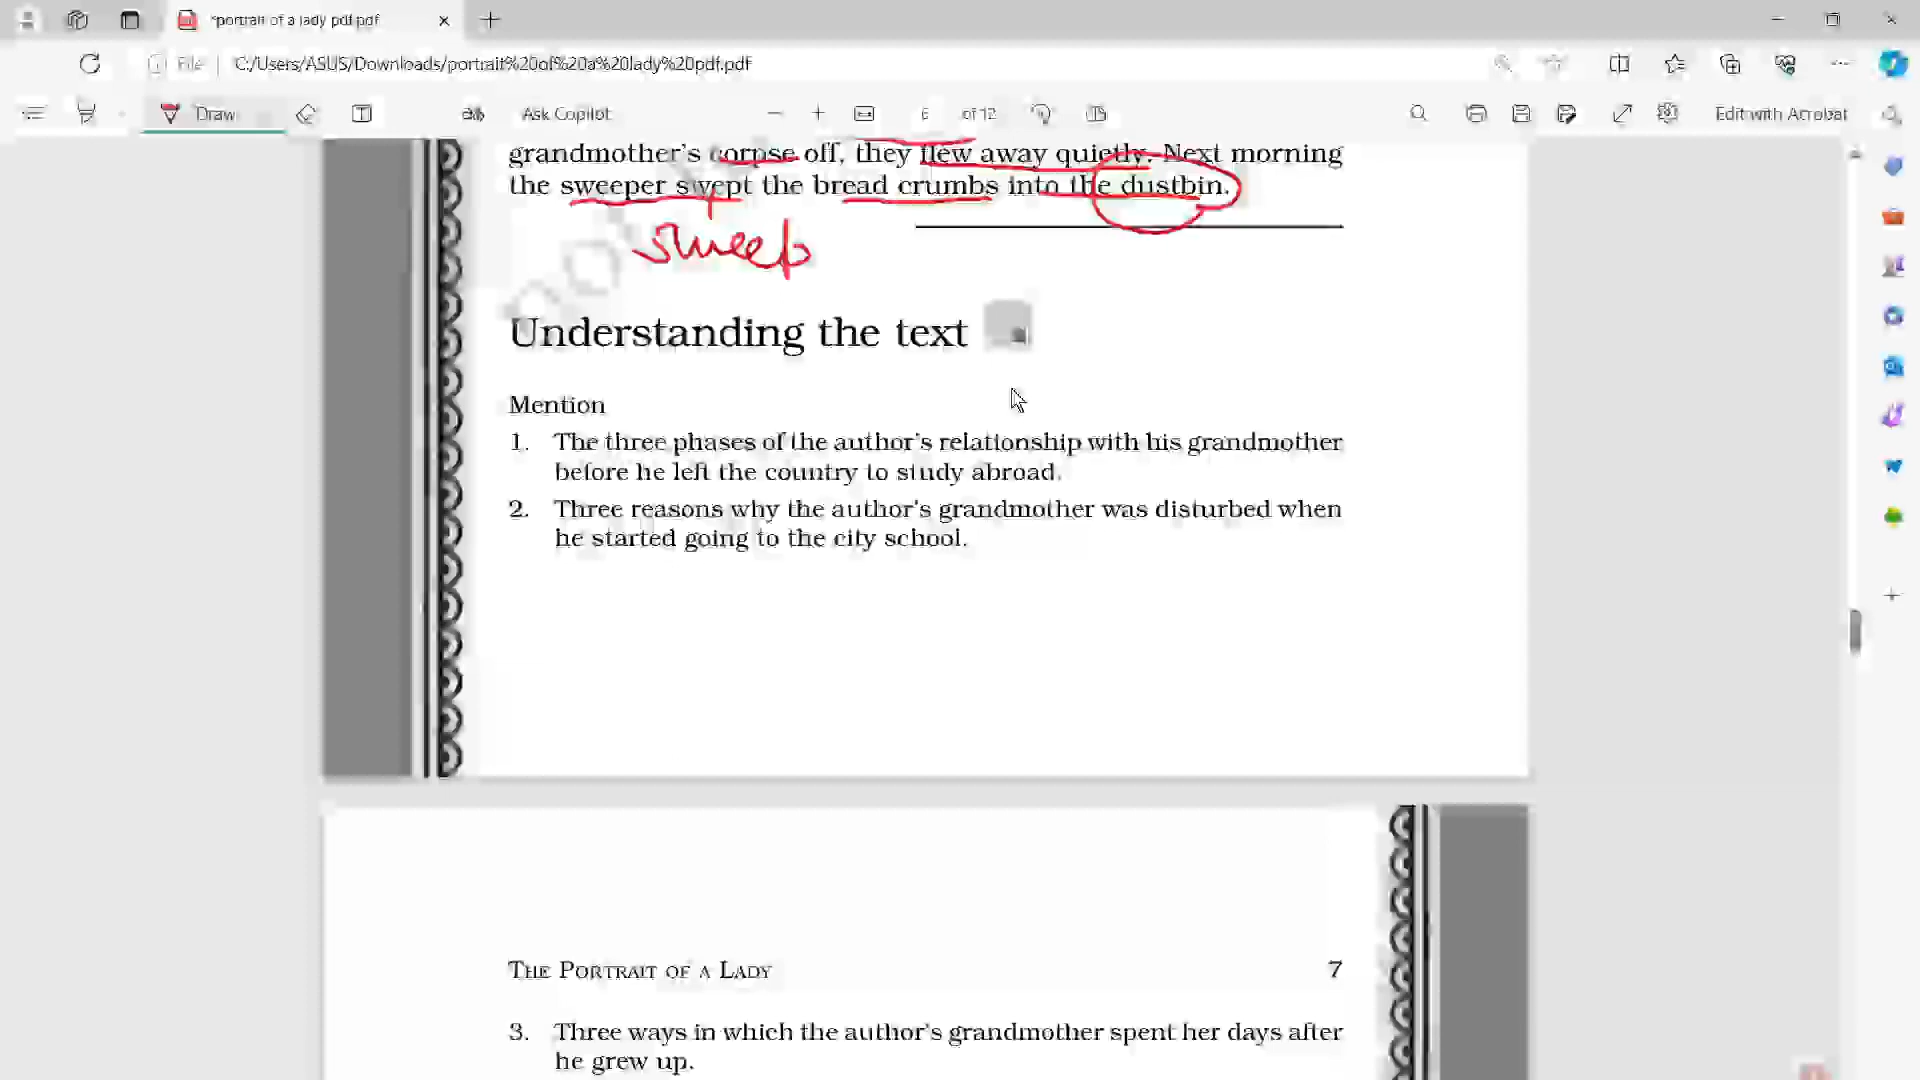 *portrait of a lady pdf.pdf
File
C:/Users/ASUS/Downloads/portrait%20of%20a%20lady%20pdf.pdf
Draw
Ask Copilot
6 of 12
Edit with Acrobat
grandmother's corpse off, they flew away quietly. Next morning
the sweeper swept the bread crumbs into the dustbin.
sweep
Understanding the text
Mention
1. The three phases of the author's relationship with his grandmother
before he left the country to study abroad.
2. Three reasons why the author's grandmother was disturbed when
he started going to the city school.
THE PORTRAIT OF A LADY 7
3. Three ways in which the author's grandmother spent her days after
he grew up.